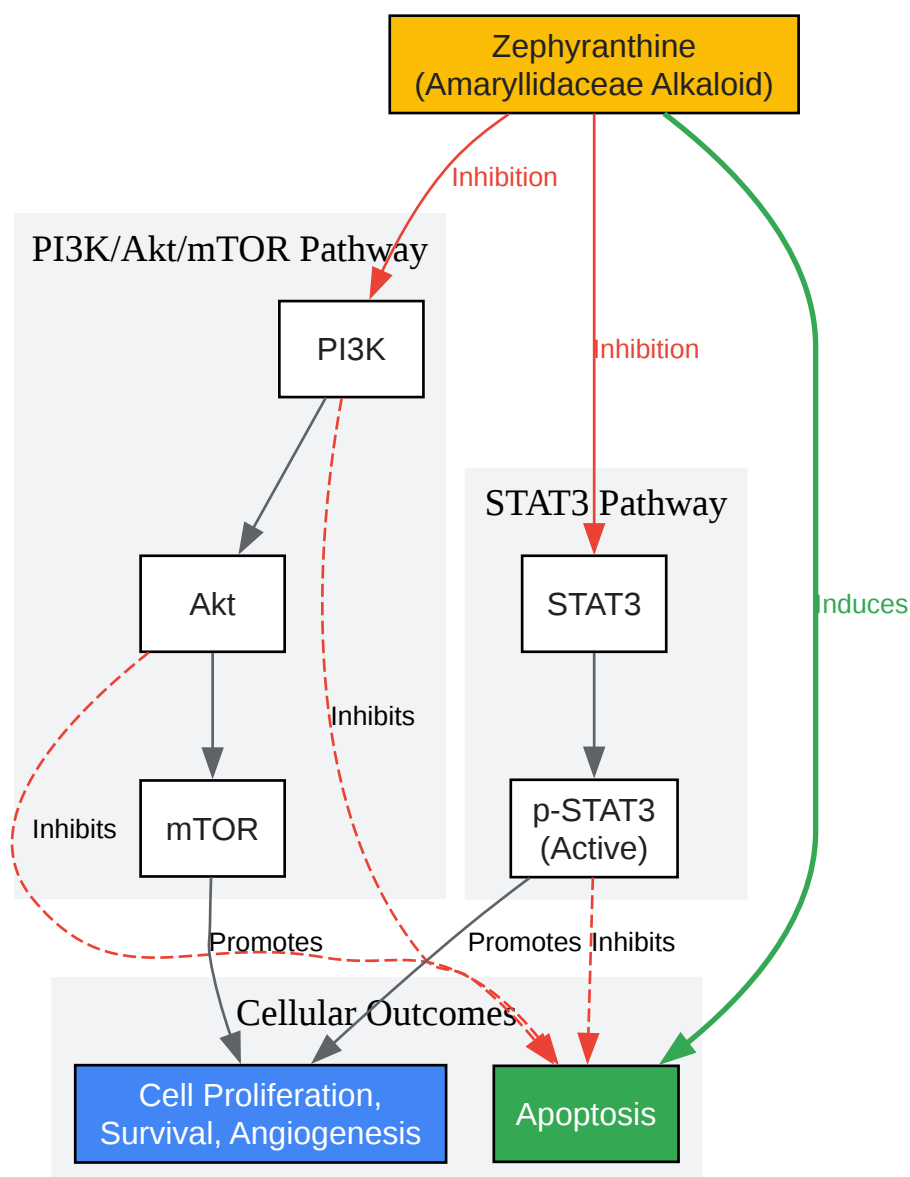 Zephyranthine
(Amaryllidaceae Alkaloid)
Inhibition
PI3K/Akt/mTOR Pathway
PI3K
Inhibition
STAT3 Pathway
Akt
STAT3
Induces
Inhibits
Inhibits
mTOR
p-STAT3
(Active)
Promotes
Promotes
Inhibits
Cellular Outcomes
Cell Proliferation,
Survival, Angiogenesis
Apoptosis